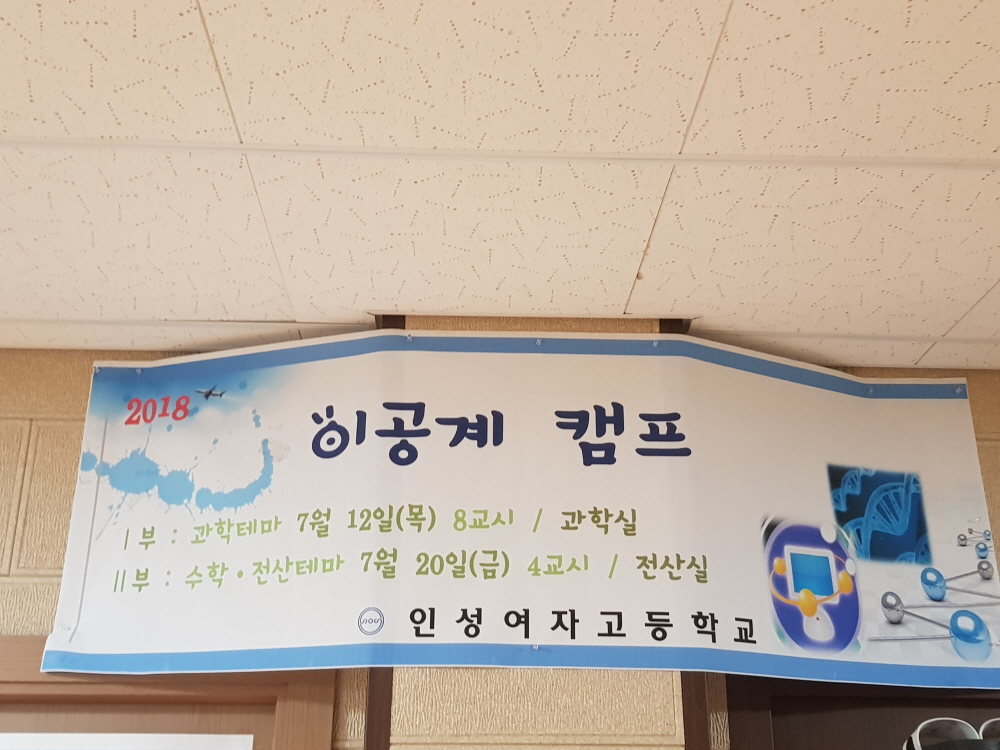 2018
이공계 캠프
Ⅰ부 : 과학테마 7월 12일(목) 8교시 / 과학실
Ⅱ부 : 수학·전산테마 7월 20일(금) 4교시 / 전산실
인성여자고등학교